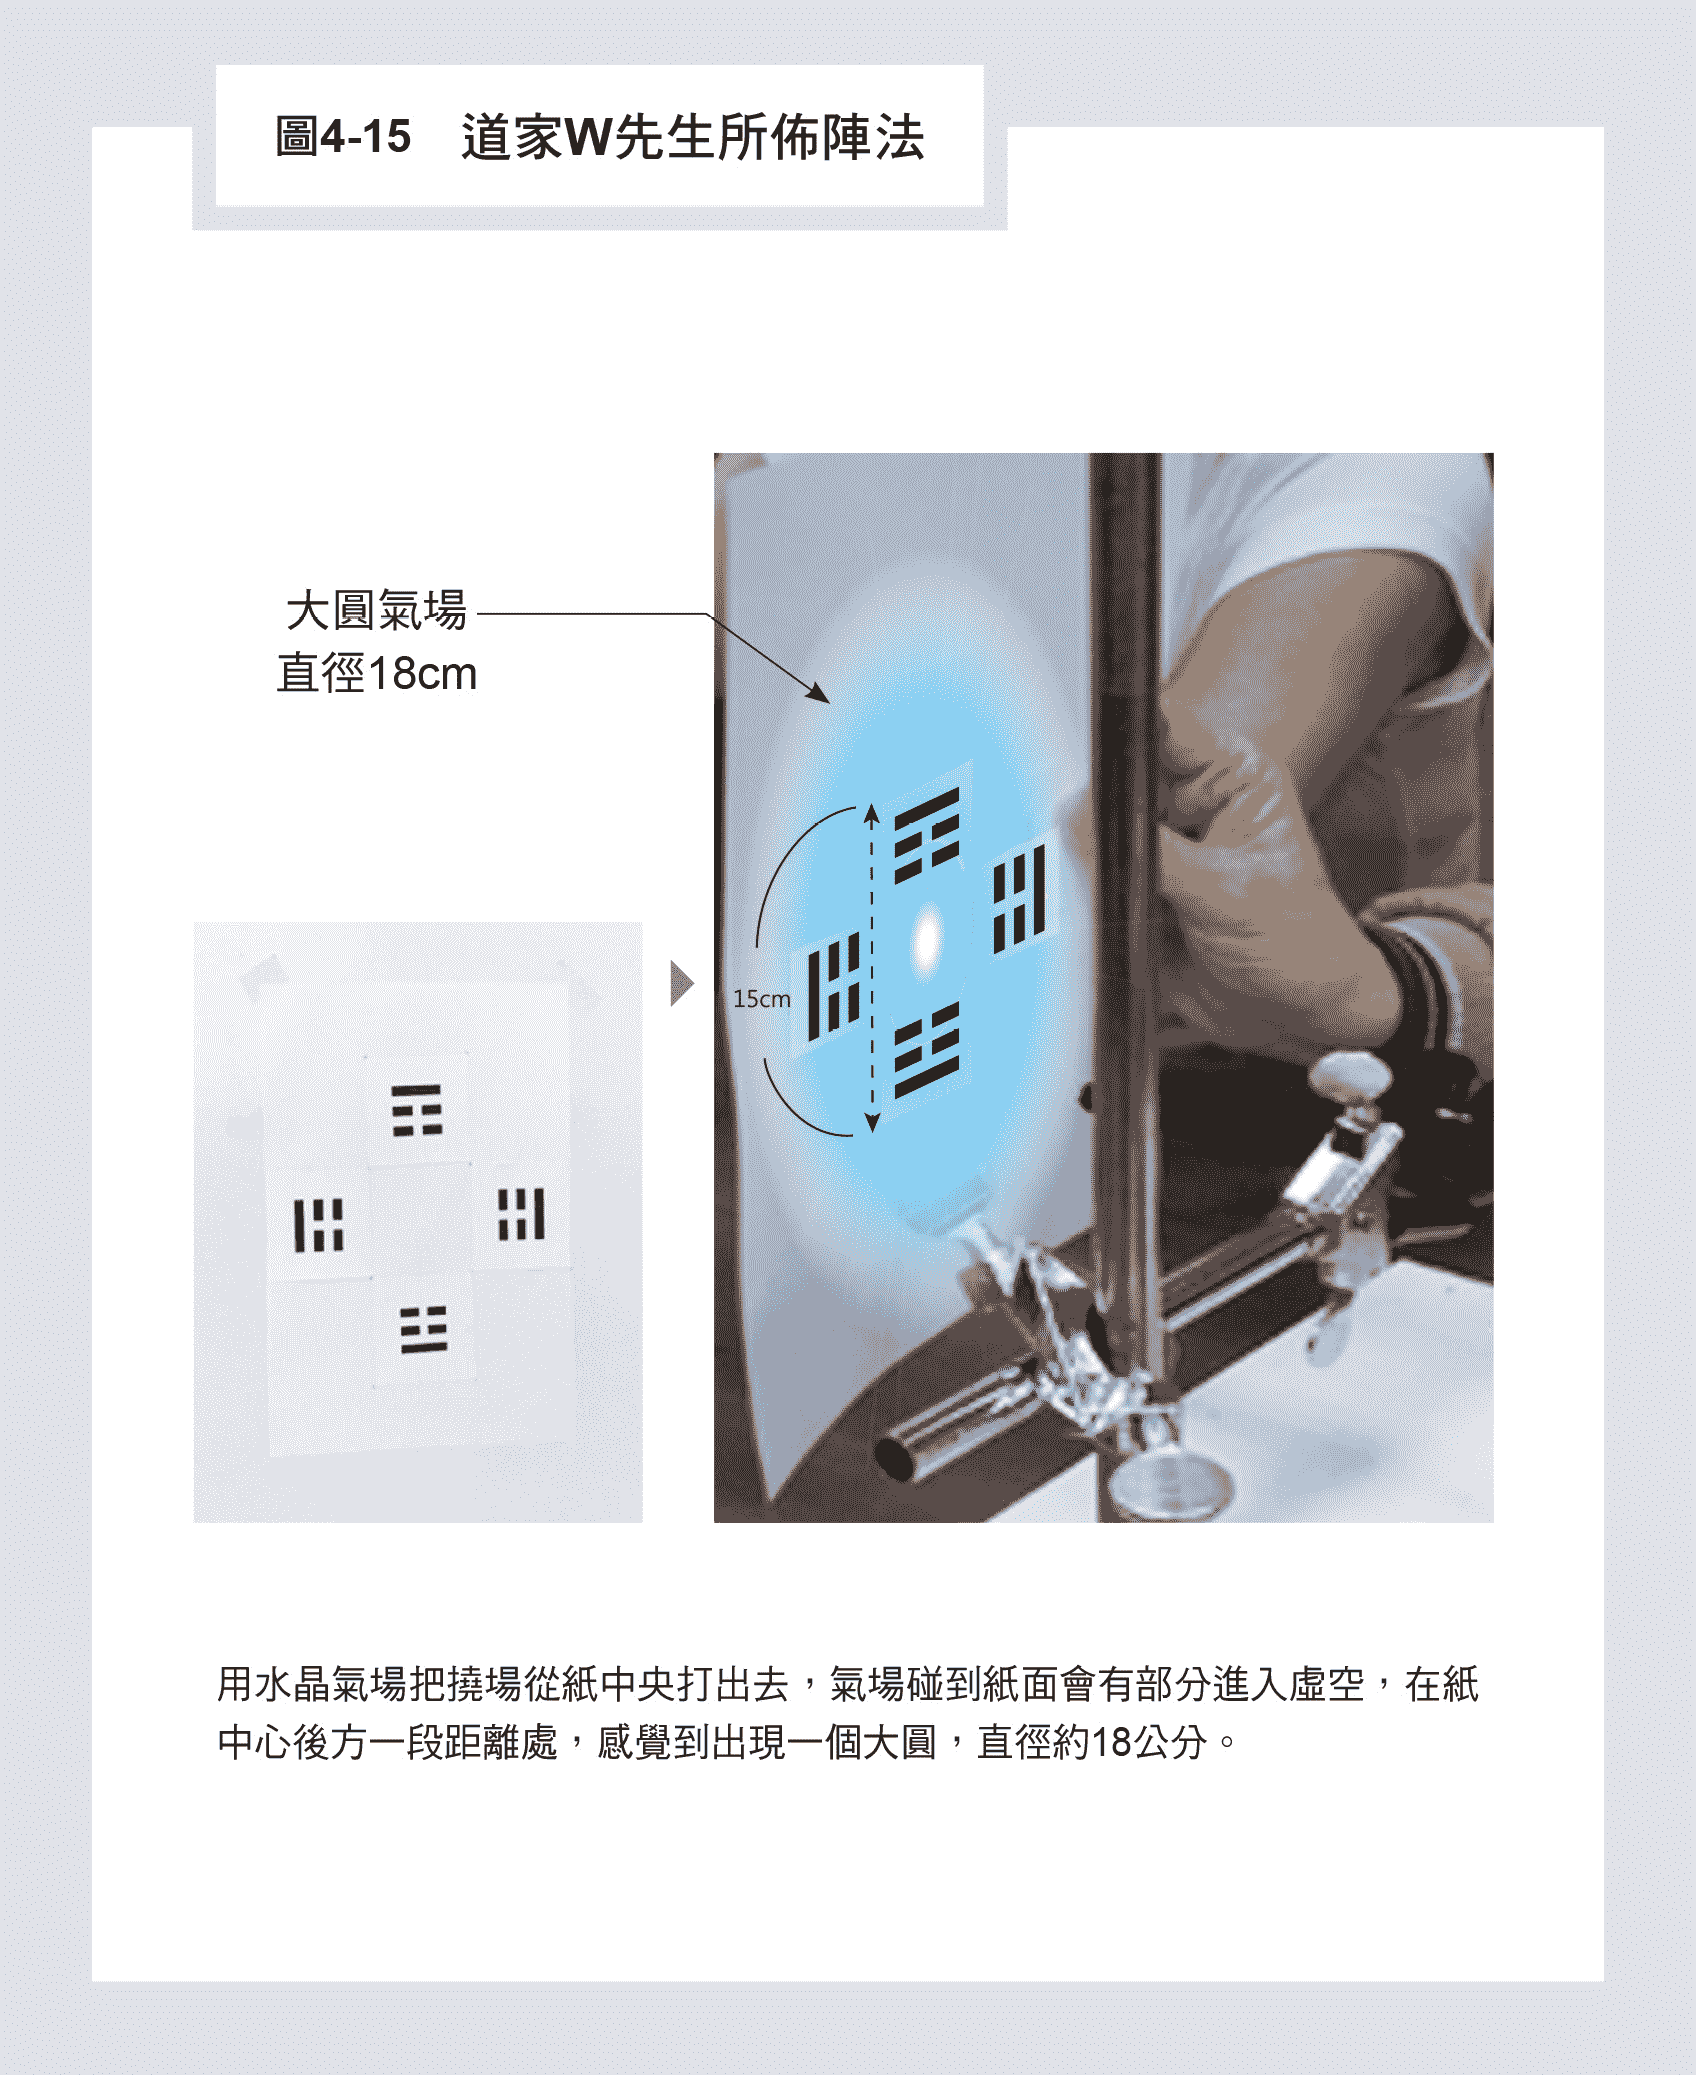 圖4-15 道家W先生所佈陣法
大圓氣場
直徑18cm
15cm
用水晶氣場把撓場從紙中央打出去，氣場碰到紙面會有部分進入虛空，在紙
中心後方一段距離處，感覺到出現一個大圓，直徑約18公分。